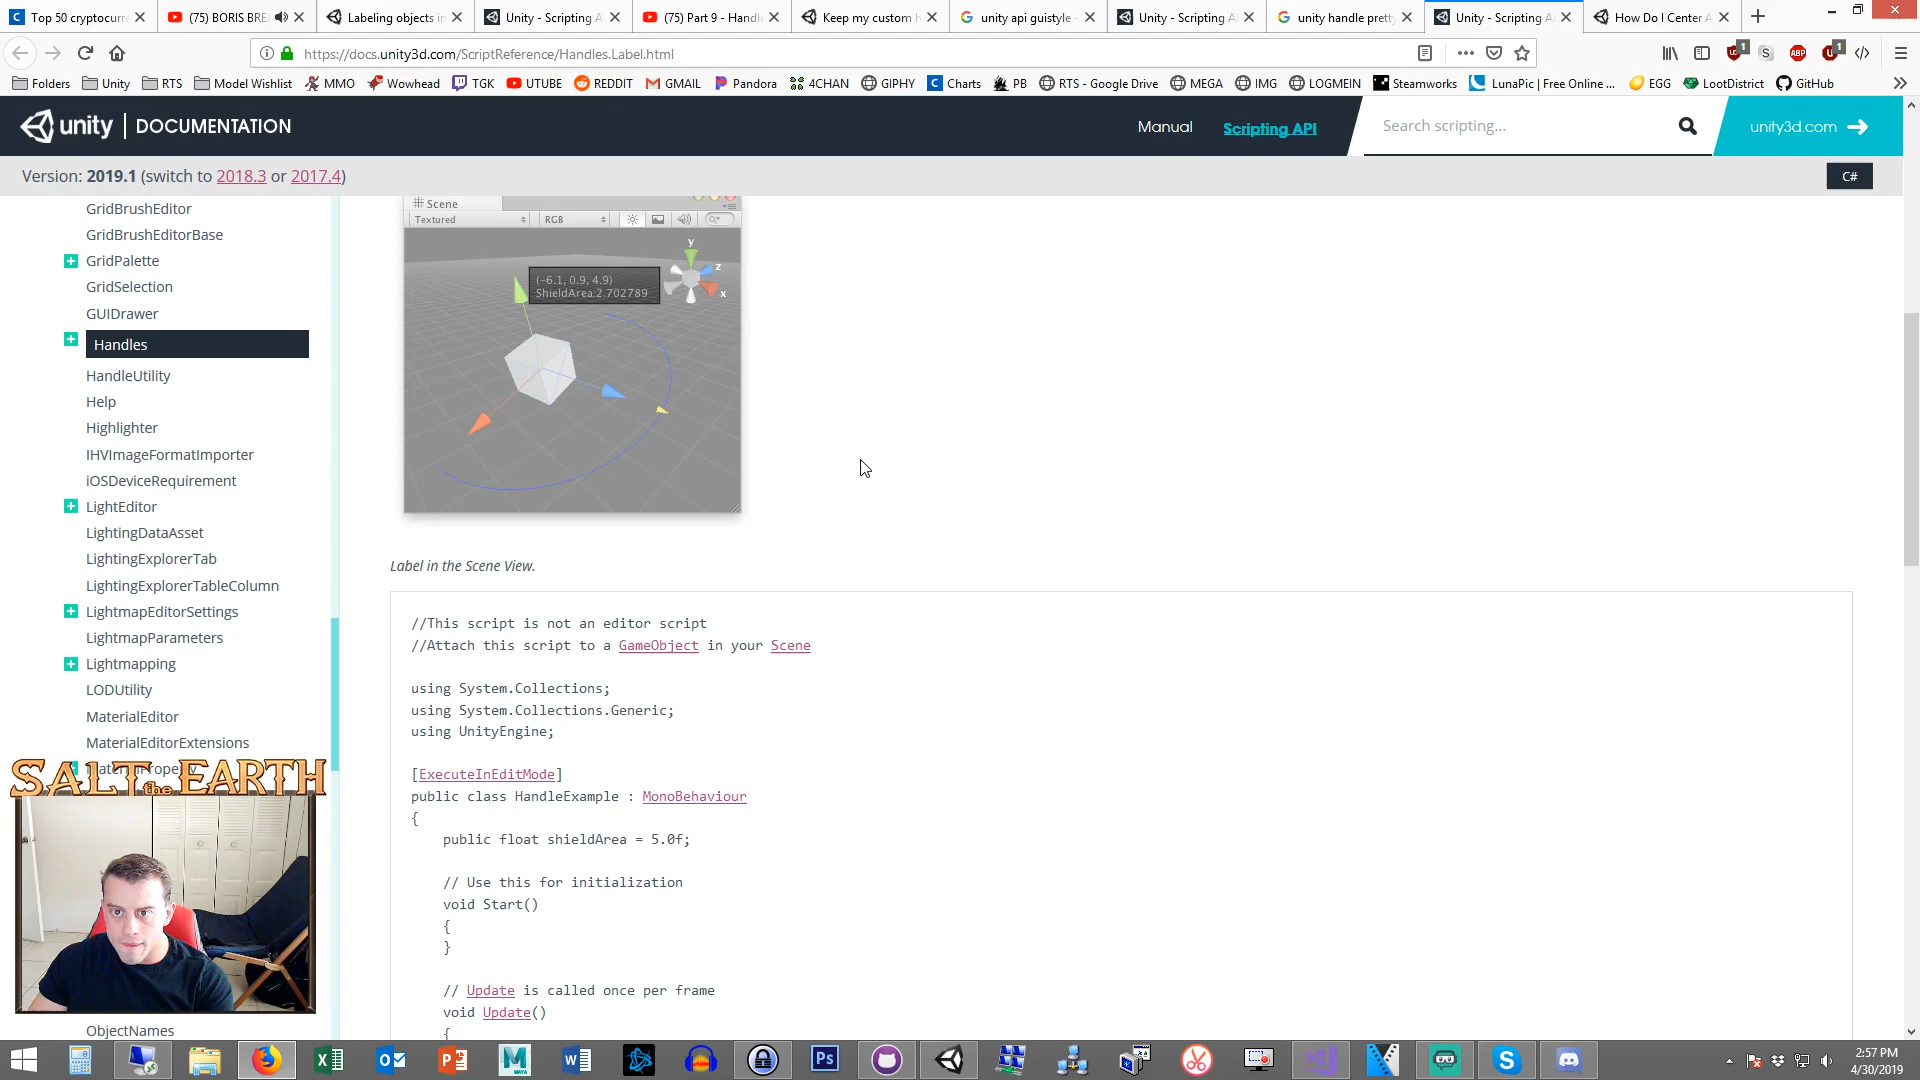 Top 50 cryptocurr
(75) BORIS BRE
Labeling objects in
Unity - Scripting A
(75) Part 9 - Handl
Keep my custom h
unity api guistyle -
Unity - Scripting A
unity handle prett
Unity - Scripting A
How Do I Center A
https://docs.unity3d.com/ScriptReference/Handles.Label.html
1
1
Folders
Unity
RTS
Model Wishlist
MMO
Wowhead
TGK
UTUBE
REDDIT
GMAIL
Pandora
4CHAN
GIPHY
Charts
PB
RTS - Google Drive
MEGA
IMG
LOGMEIN
Steamworks
LunaPic | Free Online ...
EGG
LootDistrict
GitHub
unity | DOCUMENTATION
Manual
Scripting API
Search scripting...
unity3d.com
Version: 2019.1 (switch to 2018.3 or 2017.4)
C#
GridBrushEditor
GridBrushEditorBase
GridPalette
GridSelection
GUIDrawer
Handles
HandleUtility
Help
Highlighter
IHVImageFormatImporter
iOSDeviceRequirement
LightEditor
LightingDataAsset
LightingExplorerTab
LightingExplorerTableColumn
LightmapEditorSettings
LightmapParameters
Lightmapping
LODUtility
MaterialEditor
MaterialEditorExtensions
SALT the EARTH
ObjectNames
Scene
Textured
RGB
y
z
x
(-6.1, 0.9, 4.9)
ShieldArea:2.702789
Label in the Scene View.
//This script is not an editor script
//Attach this script to a GameObject in your Scene
using System.Collections;
using System.Collections.Generic;
using UnityEngine;
[ExecuteInEditMode]
public class HandleExample : MonoBehaviour
{
public float shieldArea = 5.0f;
// Use this for initialization
void Start()
{
}
// Update is called once per frame
void Update()
{
2:57 PM
4/30/2019